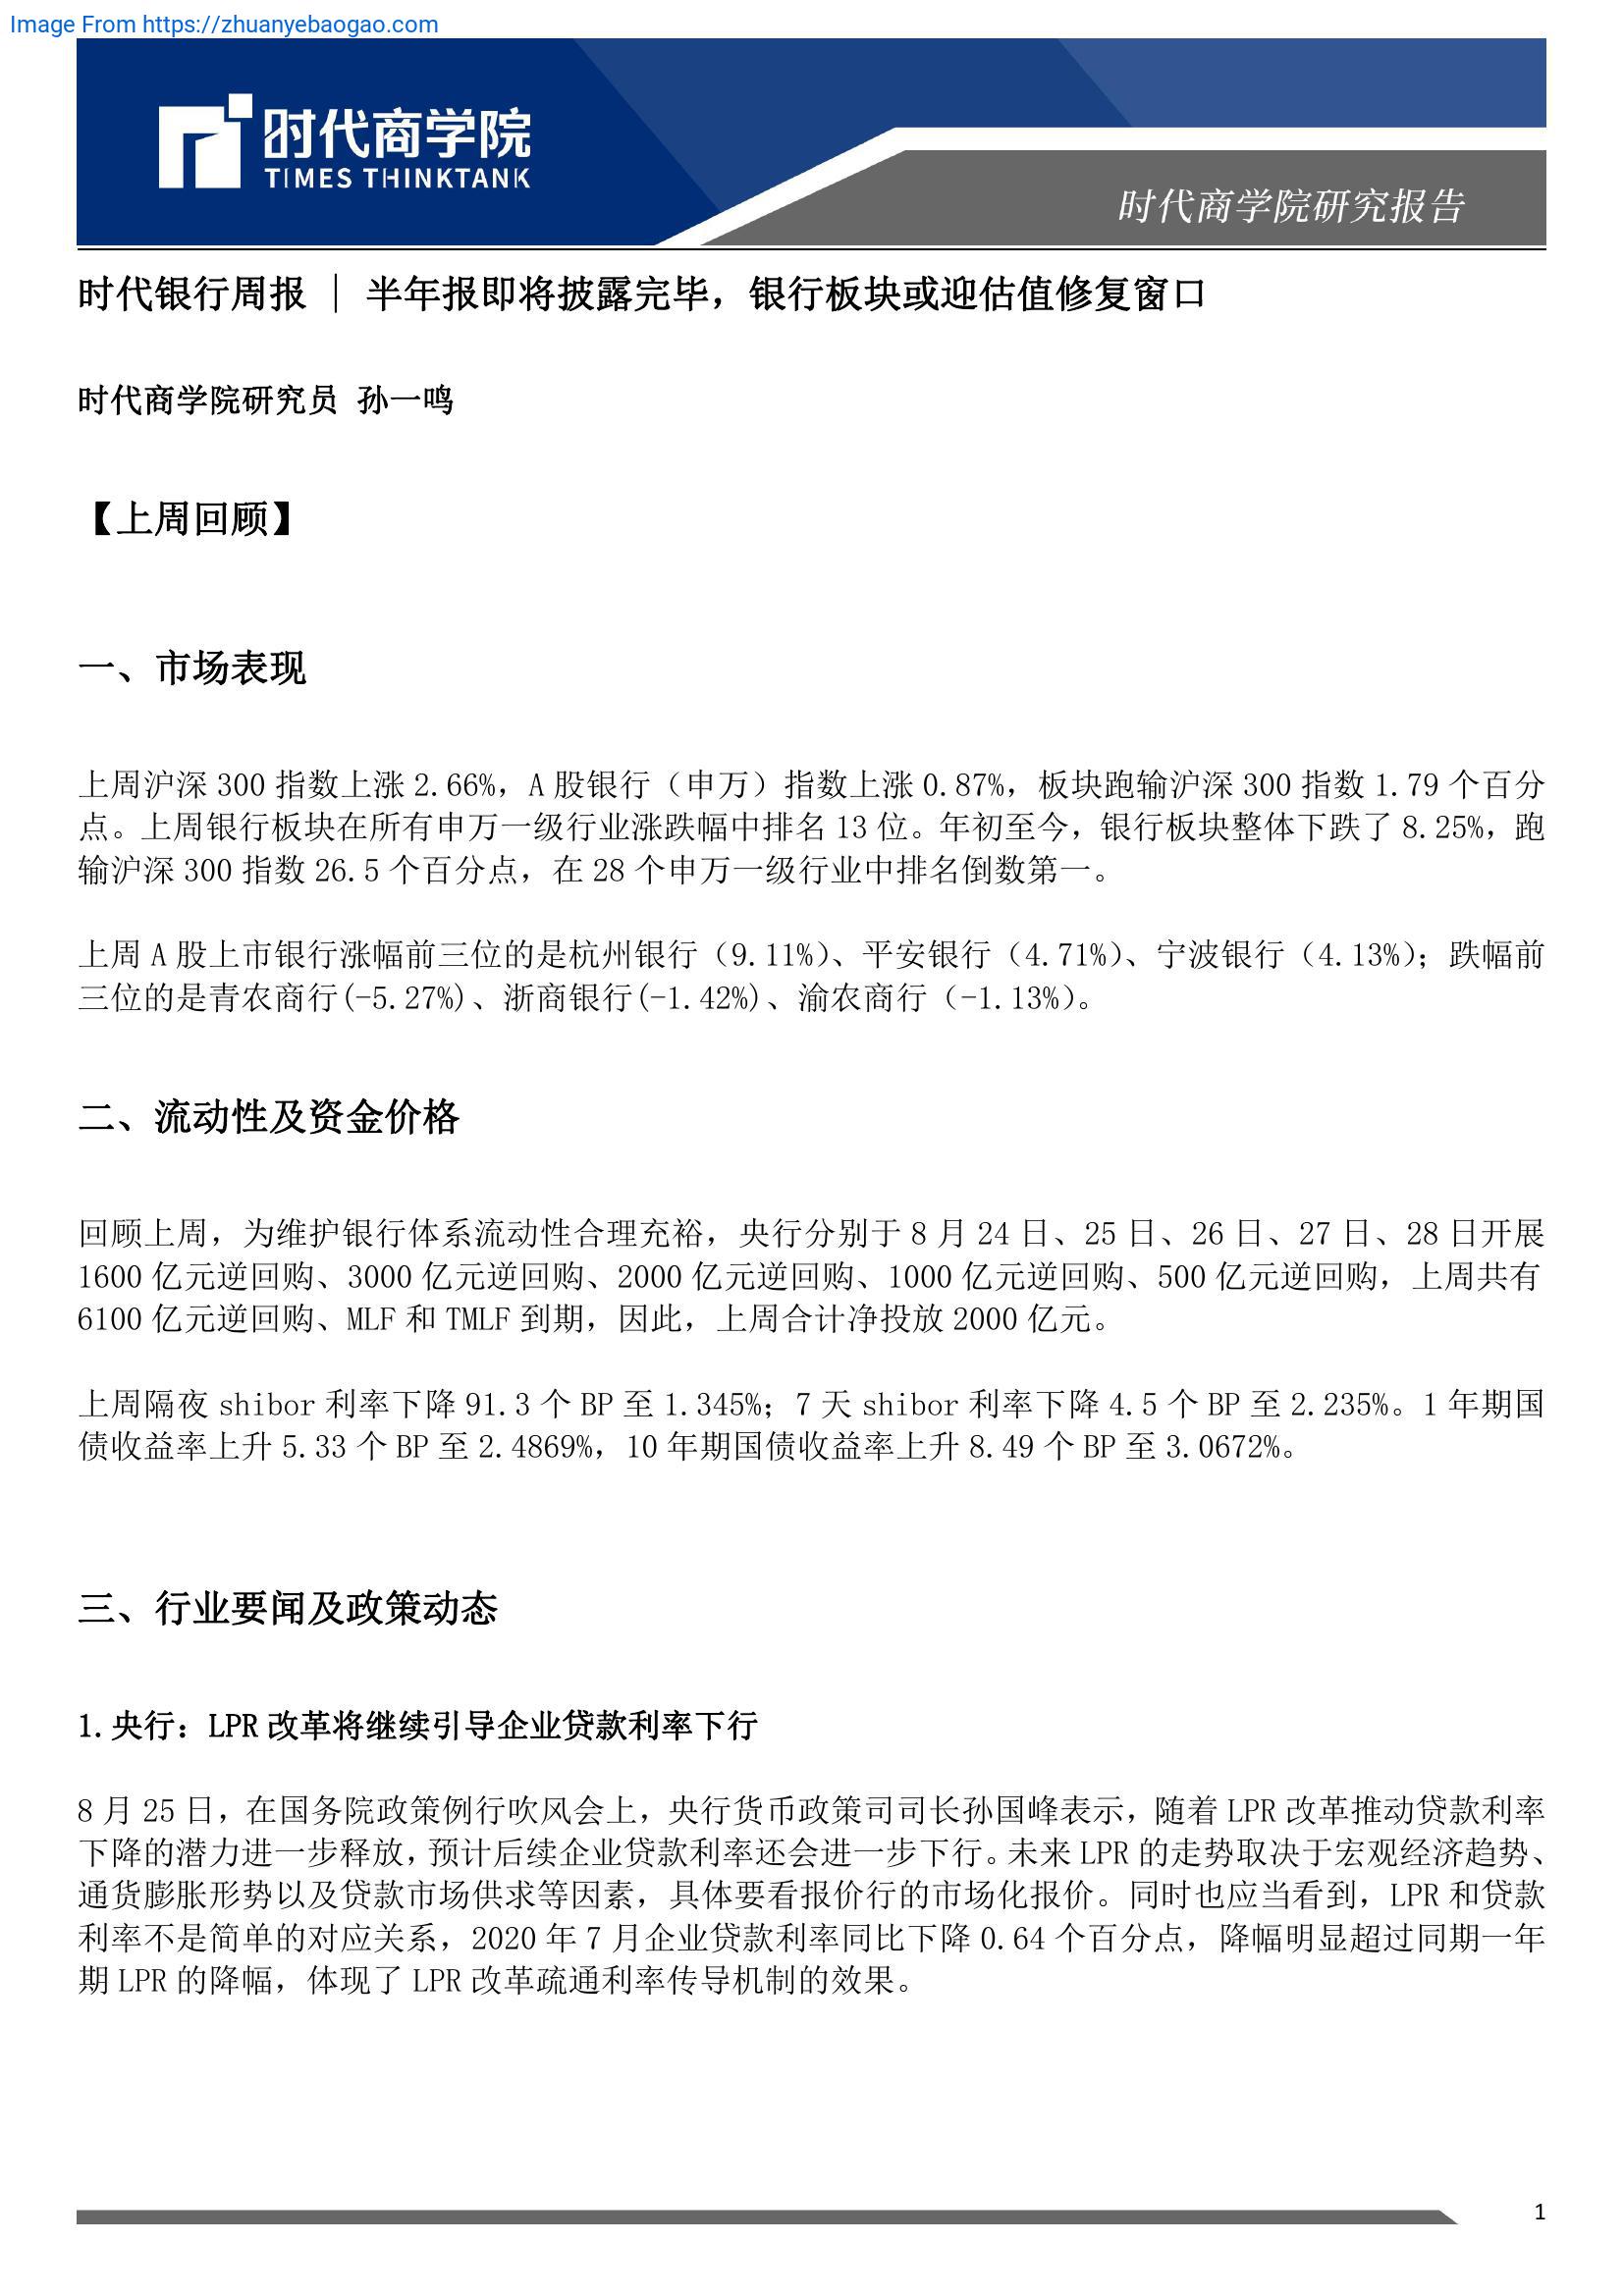 Image From https://zhuanyebaogao.com
时代商学院
TIMES THINKTANK
时代商学院研究报告
时代银行周报 | 半年报即将披露完毕，银行板块或迎估值修复窗口
时代商学院研究员 孙一鸣
【上周回顾】
一、市场表现
上周沪深 300 指数上涨 2.66%，A 股银行（申万）指数上涨 0.87%，板块跑输沪深 300 指数 1.79 个百分
点。上周银行板块在所有申万一级行业涨跌幅中排名 13 位。年初至今，银行板块整体下跌了 8.25%，跑
输沪深 300 指数 26.5 个百分点，在 28 个申万一级行业中排名倒数第一。
上周 A 股上市银行涨幅前三位的是杭州银行（9.11%）、平安银行（4.71%）、宁波银行（4.13%）；跌幅前
三位的是青农商行(-5.27%)、浙商银行(-1.42%)、渝农商行（-1.13%）。
二、流动性及资金价格
回顾上周，为维护银行体系流动性合理充裕，央行分别于 8 月 24 日、25 日、26 日、27 日、28 日开展
1600 亿元逆回购、3000 亿元逆回购、2000 亿元逆回购、1000 亿元逆回购、500 亿元逆回购，上周共有
6100 亿元逆回购、MLF 和 TMLF 到期，因此，上周合计净投放 2000 亿元。
上周隔夜 shibor 利率下降 91.3 个 BP 至 1.345%；7 天 shibor 利率下降 4.5 个 BP 至 2.235%。1 年期国
债收益率上升 5.33 个 BP 至 2.4869%，10 年期国债收益率上升 8.49 个 BP 至 3.0672%。
三、行业要闻及政策动态
1.央行：LPR 改革将继续引导企业贷款利率下行
8 月 25 日，在国务院政策例行吹风会上，央行货币政策司司长孙国峰表示，随着 LPR 改革推动贷款利率
下降的潜力进一步释放，预计后续企业贷款利率还会进一步下行。未来 LPR 的走势取决于宏观经济趋势、
通货膨胀形势以及贷款市场供求等因素，具体要看报价行的市场化报价。同时也应当看到，LPR 和贷款
利率不是简单的对应关系，2020 年 7 月企业贷款利率同比下降 0.64 个百分点，降幅明显超过同期一年
期 LPR 的降幅，体现了 LPR 改革疏通利率传导机制的效果。
1